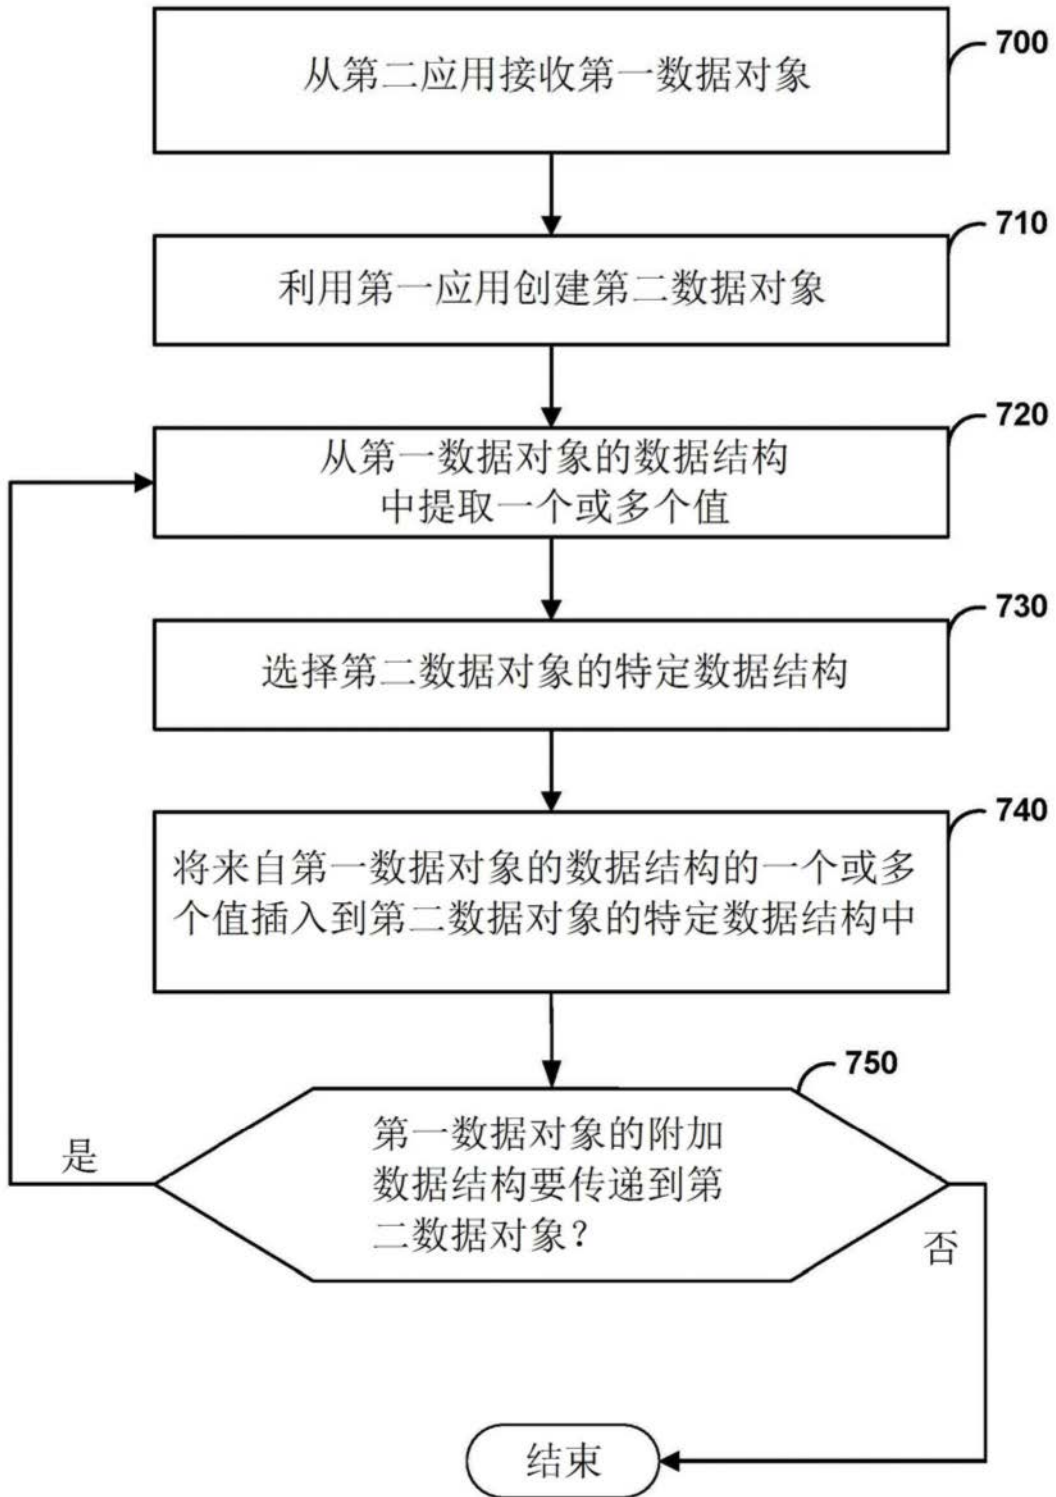 700
从第二应用接收第一数据对象
710
利用第一应用创建第二数据对象
720
从第一数据对象的数据结构
中提取一个或多个值
730
选择第二数据对象的特定数据结构
740
将来自第一数据对象的数据结构的一个或多
个值插入到第二数据对象的特定数据结构中
750
第一数据对象的附加
数据结构要传递到第
二数据对象？
是
否
结束